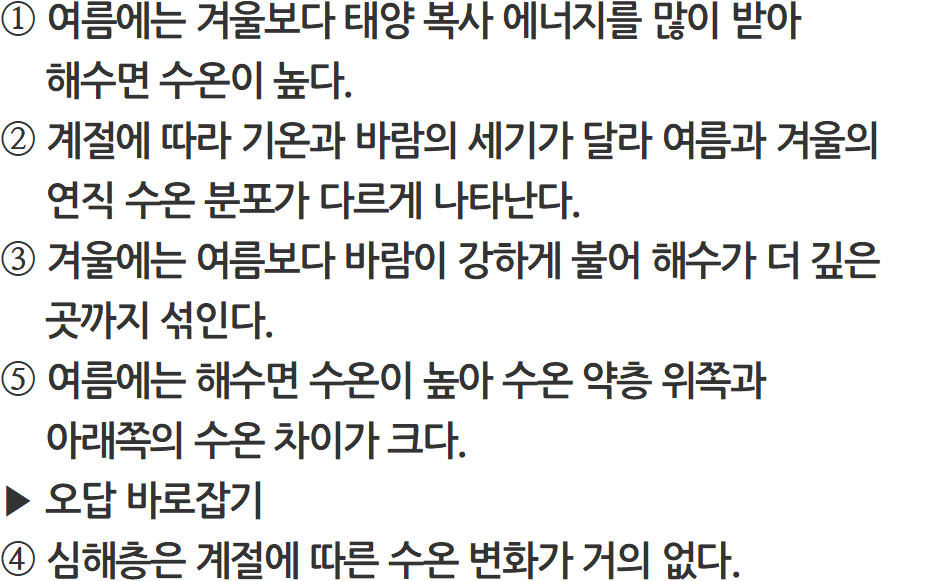 ① 여름에는 겨울보다 태양 복사 에너지를 많이 받아
해수면 수온이 높다.
② 계절에 따라 기온과 바람의 세기가 달라 여름과 겨울의
연직 수온 분포가 다르게 나타난다.
③ 겨울에는 여름보다 바람이 강하게 불어 해수가 더 깊은
곳까지 섞인다.
⑤ 여름에는 해수면 수온이 높아 수온 약층 위쪽과
아래쪽의 수온 차이가 크다.
▶ 오답 바로잡기
④ 심해층은 계절에 따른 수온 변화가 거의 없다.